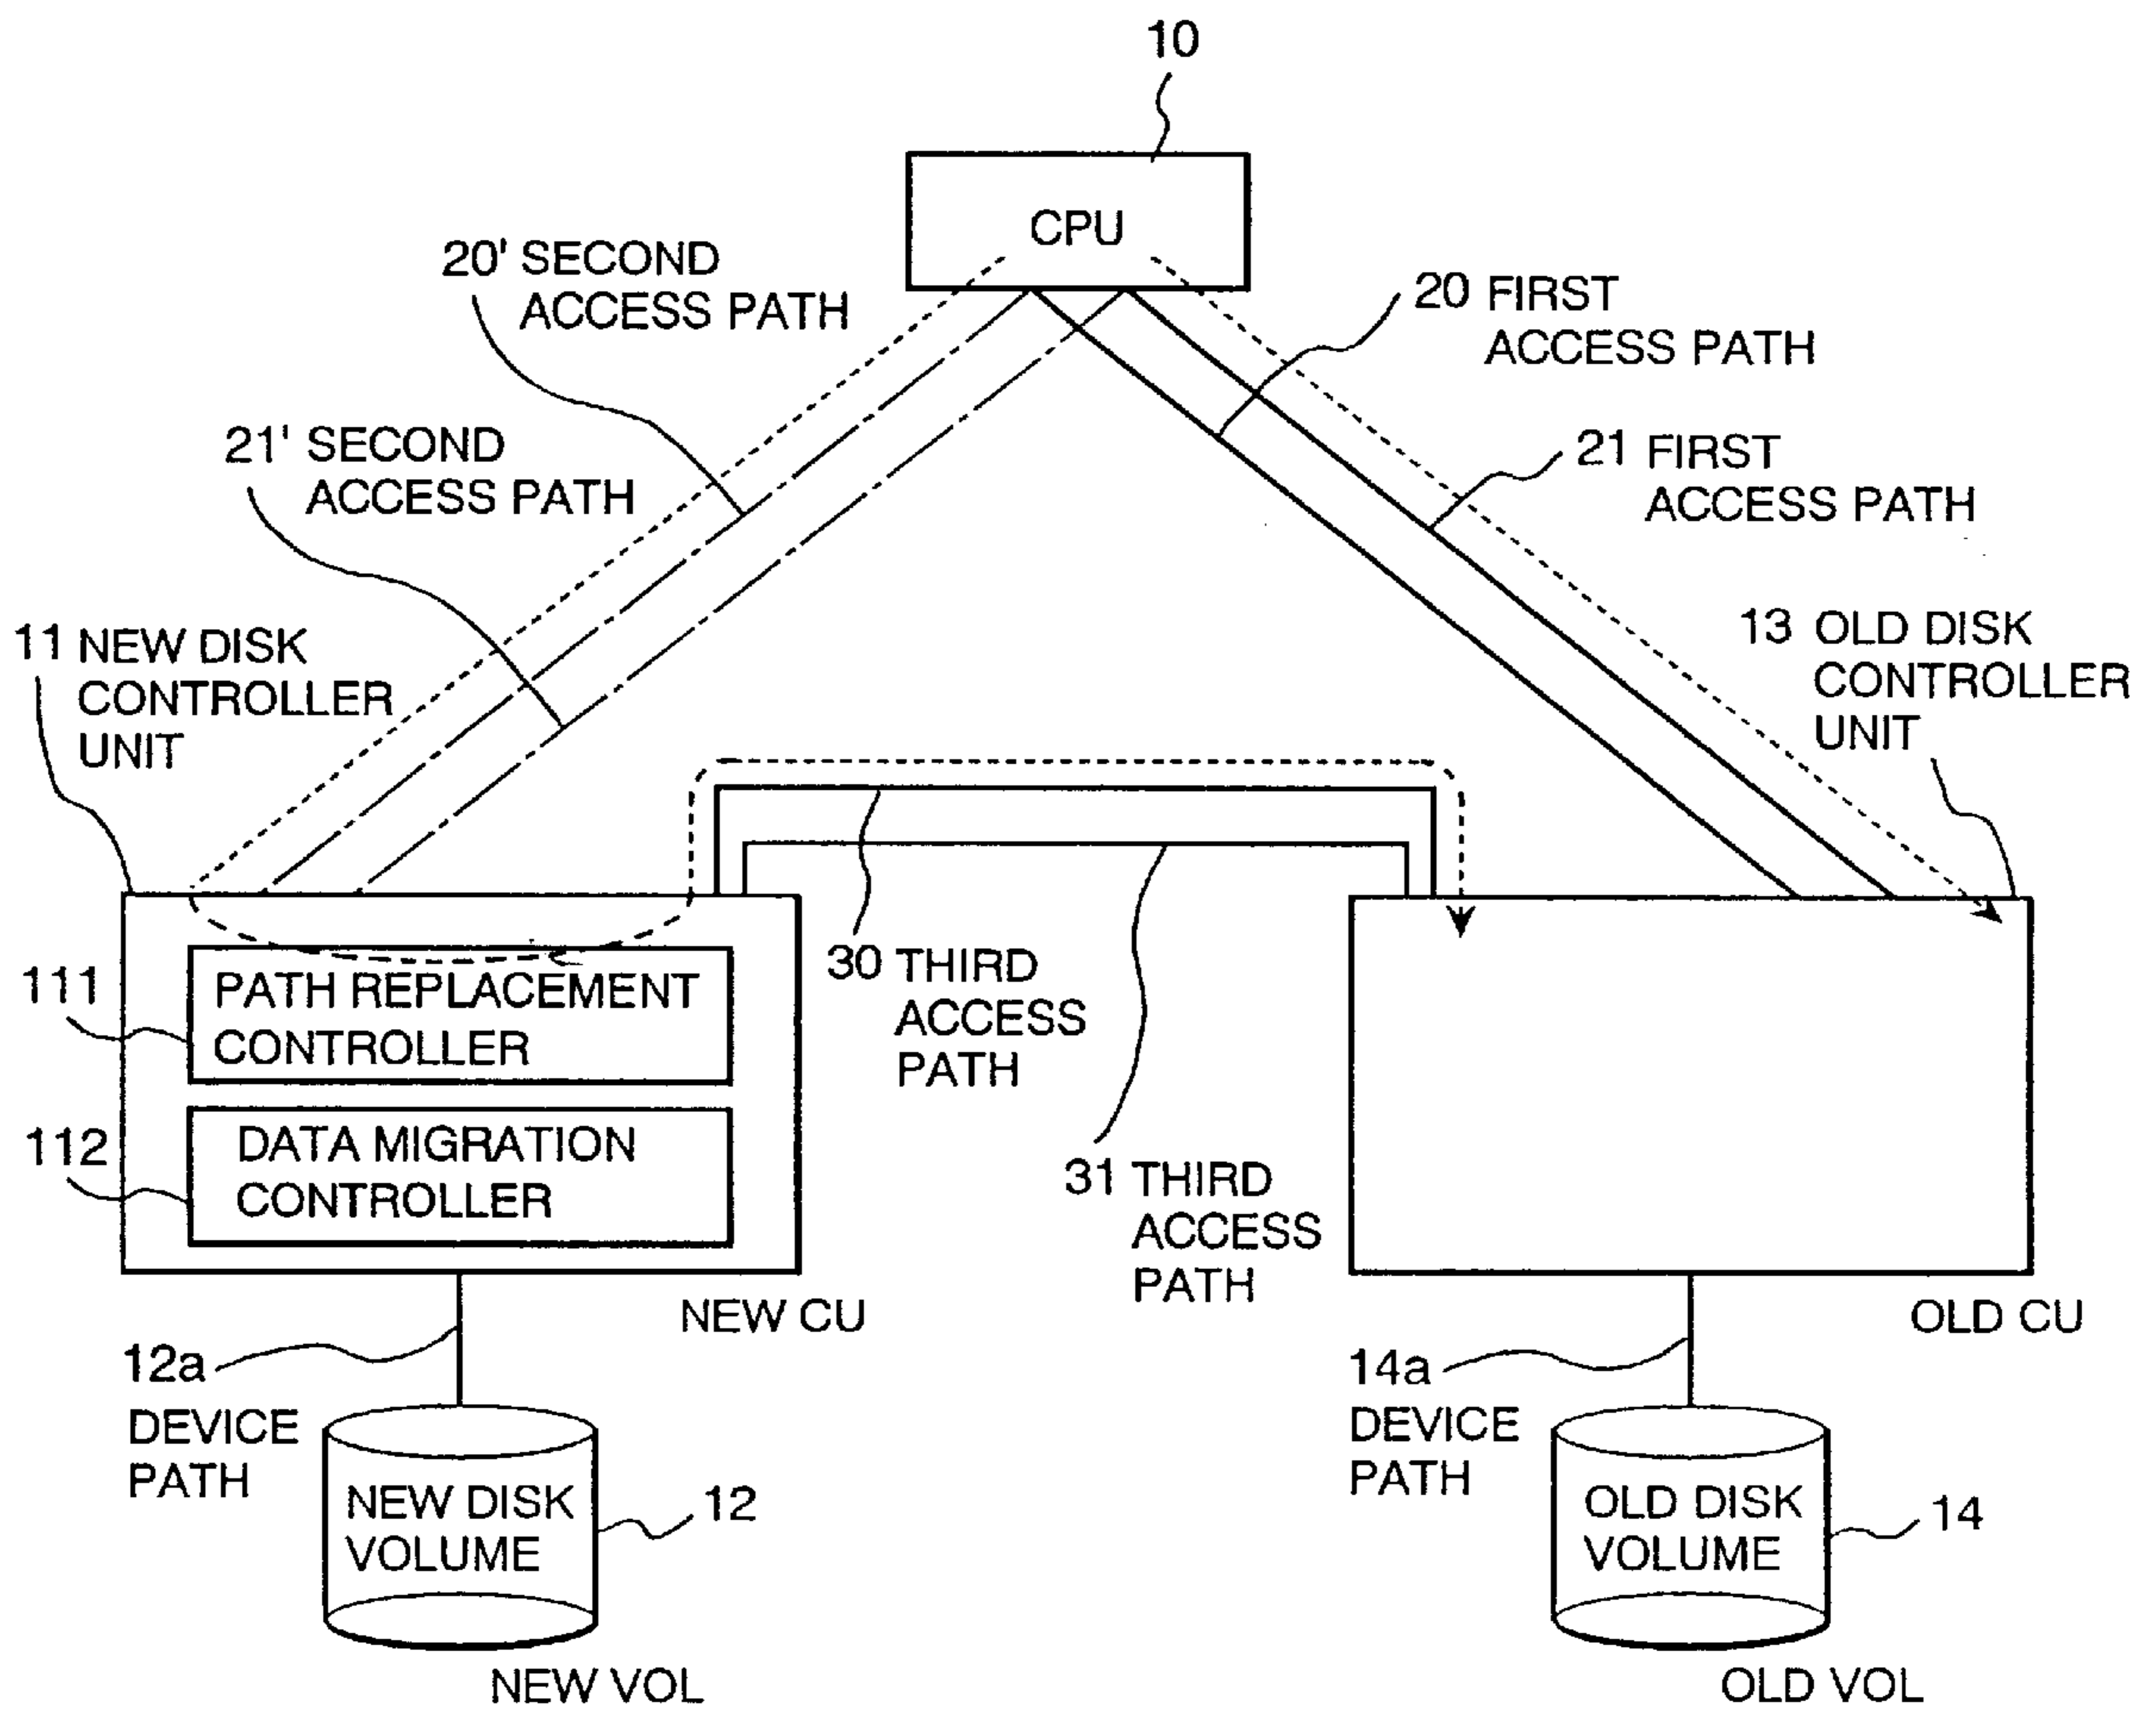 10
CPU
20' SECOND
ACCESS PATH
20 FIRST
ACCESS PATH
21' SECOND
ACCESS PATH
21 FIRST
ACCESS PATH
11 NEW DISK
CONTROLLER
UNIT
13 OLD DISK
CONTROLLER
UNIT
111
PATH REPLACEMENT
CONTROLLER
30 THIRD
ACCESS
PATH
112
DATA MIGRATION
CONTROLLER
31 THIRD
ACCESS
PATH
NEW CU
OLD CU
12a
DEVICE
PATH
14a
DEVICE
PATH
NEW DISK
VOLUME
12
OLD DISK
VOLUME
14
NEW VOL
OLD VOL